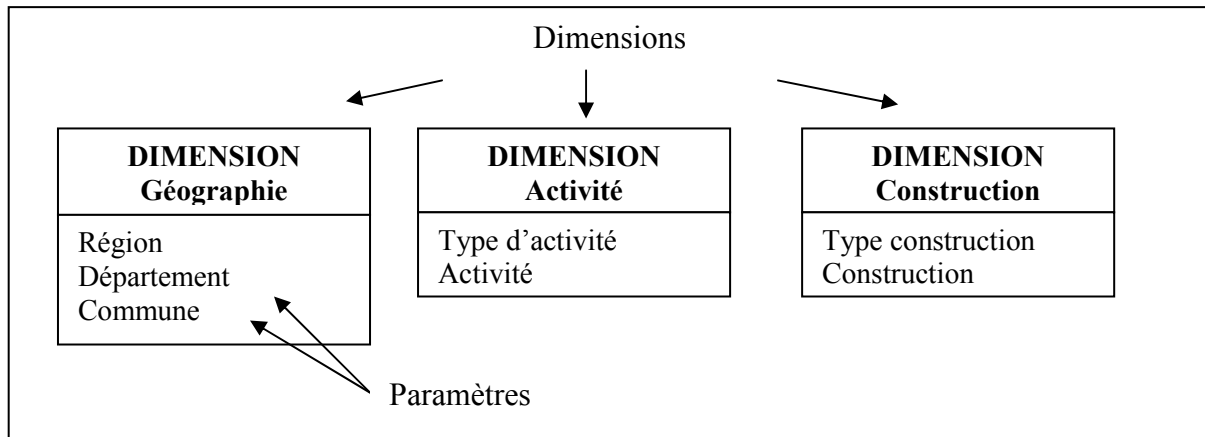 Dimensions
DIMENSION
Géographie
Région
Département
Commune
DIMENSION
Activité
Type d’activité
Activité
DIMENSION
Construction
Type construction
Construction
Paramètres